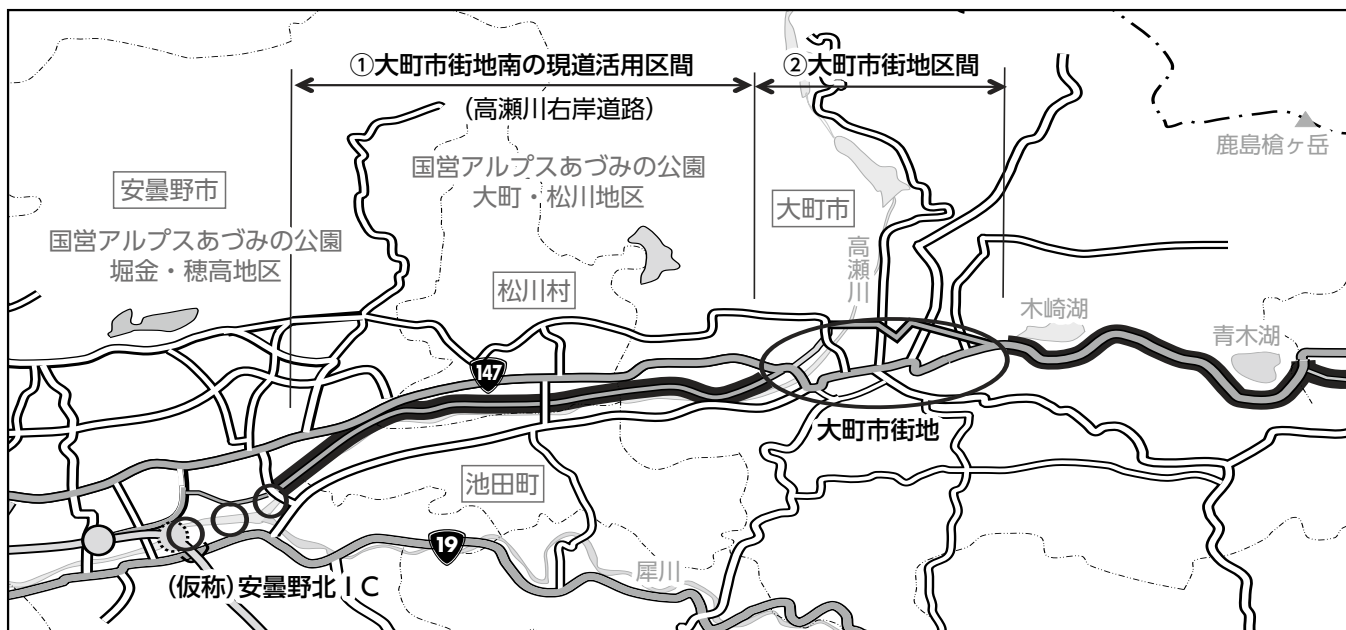 ①大町市街地南の現道活用区間
(高瀬川右岸道路)
②大町市街地区間
鹿島槍ヶ岳
国営アルプスあづみの公園
大町・松川地区
安曇野市
大町市
国営アルプスあづみの公園
堀金・穂高地区
高瀬川
松川村
木崎湖
青木湖
147
大町市街地
池田町
19
犀川
(仮称)安曇野北IC